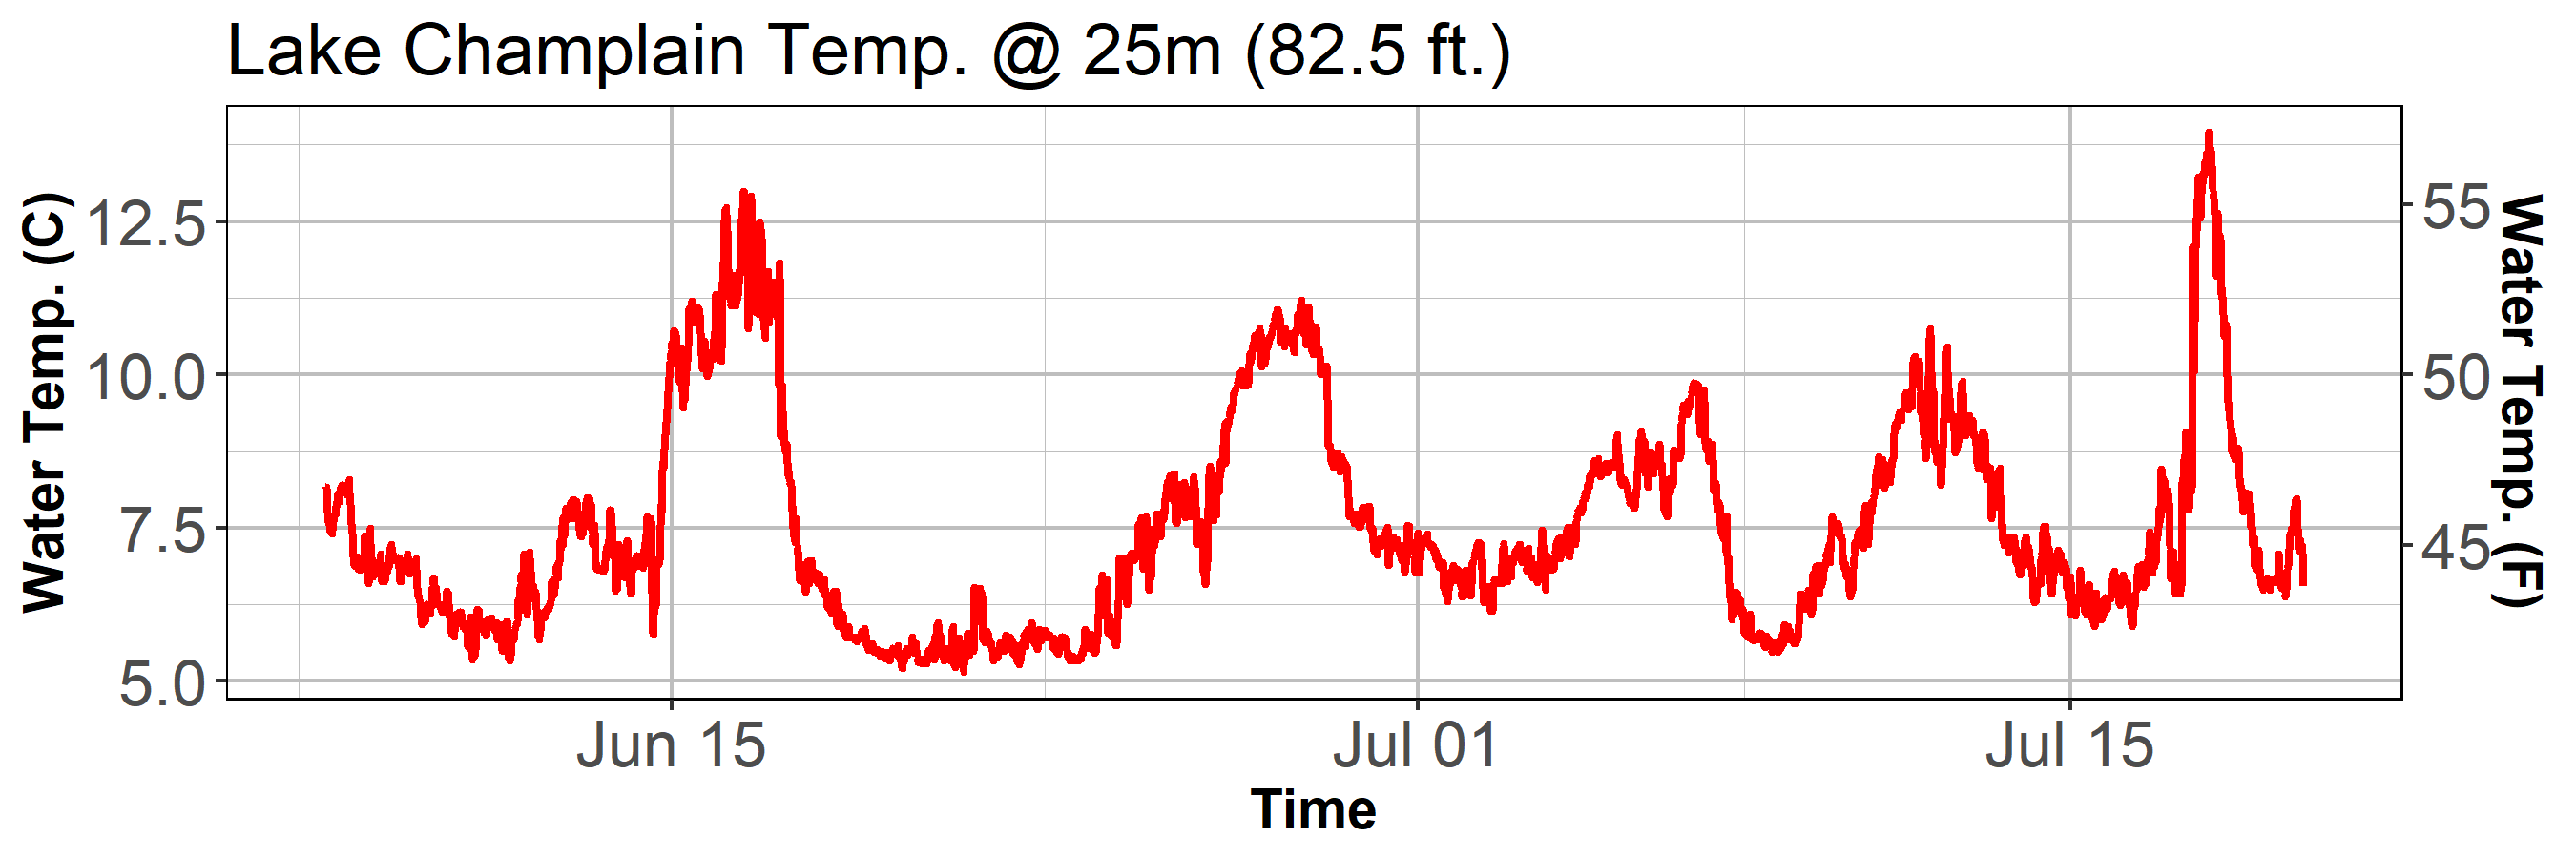 Lake Champlain Temp. @ 25m (82.5 ft.)
Water Temp. (C)
12.5
10.0
7.5
5.0
55
50
45
Water Temp. (F)
Jun 15
Jul 01
Jul 15
Time